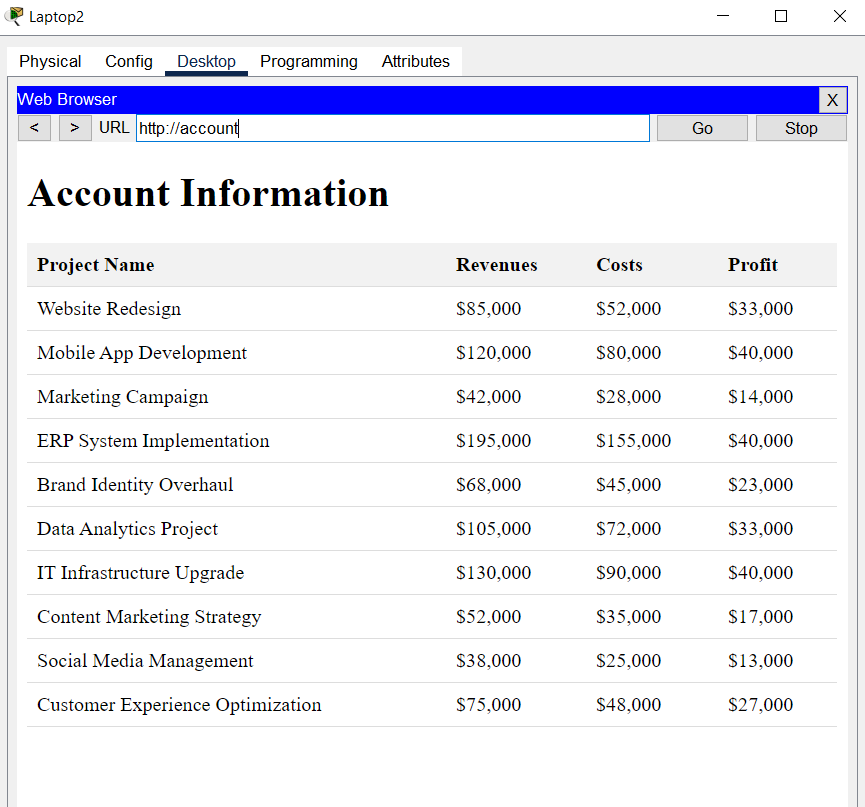 Laptop2
Physical Config Desktop Programming Attributes
Web Browser X
< > URL http://account Go Stop
Account Information
Project Name Revenues Costs Profit
Website Redesign $85,000 $52,000 $33,000
Mobile App Development $120,000 $80,000 $40,000
Marketing Campaign $42,000 $28,000 $14,000
ERP System Implementation $195,000 $155,000 $40,000
Brand Identity Overhaul $68,000 $45,000 $23,000
Data Analytics Project $105,000 $72,000 $33,000
IT Infrastructure Upgrade $130,000 $90,000 $40,000
Content Marketing Strategy $52,000 $35,000 $17,000
Social Media Management $38,000 $25,000 $13,000
Customer Experience Optimization $75,000 $48,000 $27,000